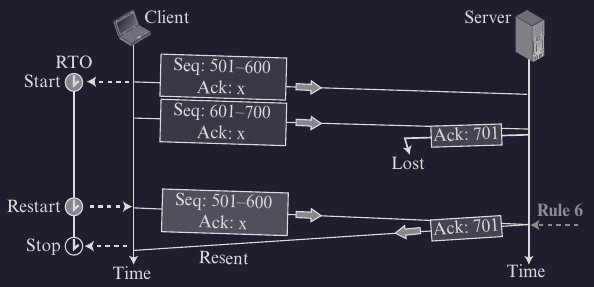 Client
Server
RTO
Start
Seq: 501–600
Ack: x
Seq: 601–700
Ack: x
Ack: 701
Lost
Restart
Seq: 501–600
Ack: x
Rule 6
Ack: 701
Stop
Resent
Time
Time